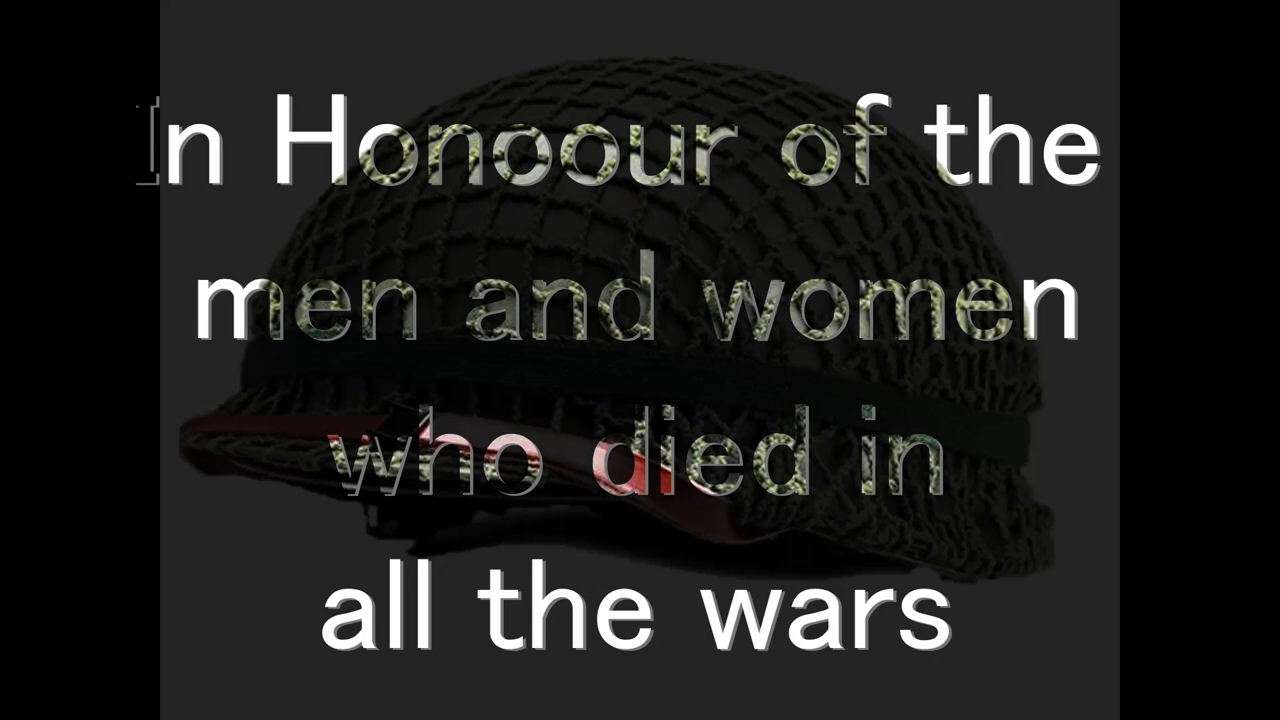 In Honoour of the
men and women
who died in
all the wars